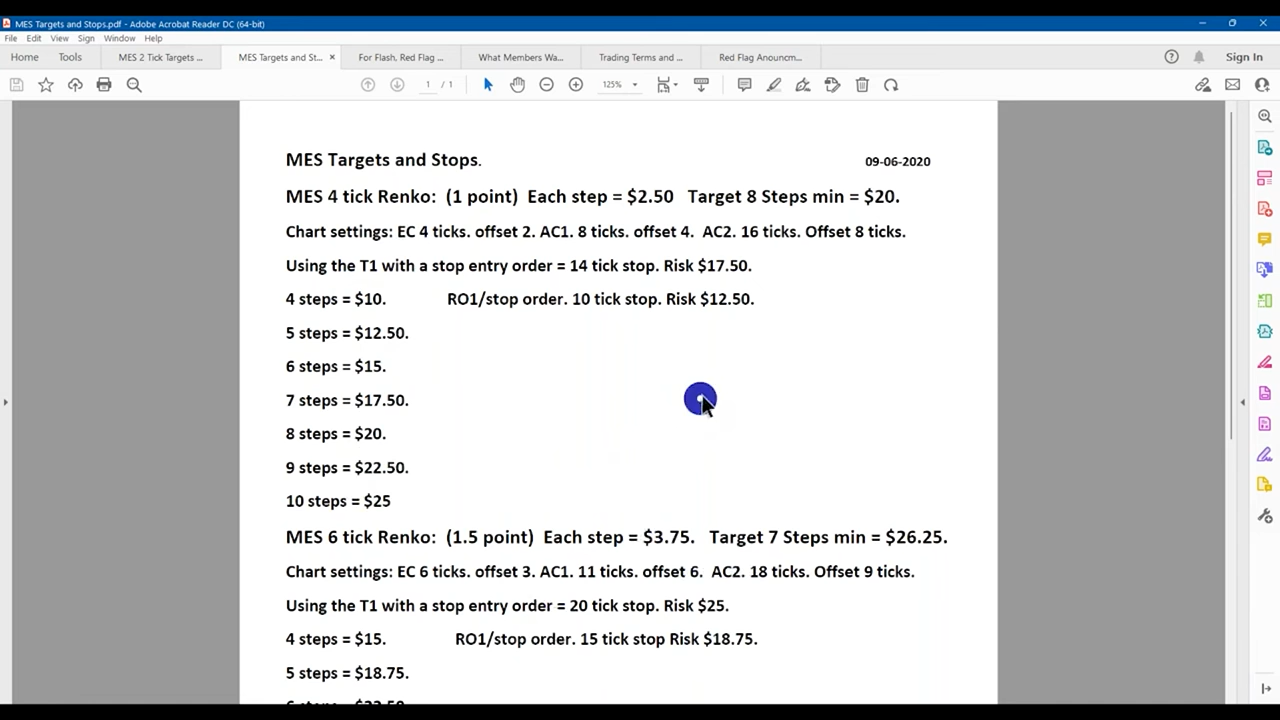 MES Targets and Stops.pdf - Adobe Acrobat Reader DC (64-bit)
File Edit View Sign Window Help
Home Tools MES 2 Tick Targets ... MES Targets and St... × For Flash, Red Flag ... What Members Wa... Trading Terms and ... Red Flag Anouncm... Sign In
1 / 1 125%
MES Targets and Stops. 09-06-2020
MES 4 tick Renko: (1 point) Each step = $2.50 Target 8 Steps min = $20.
Chart settings: EC 4 ticks. offset 2. AC1. 8 ticks. offset 4. AC2. 16 ticks. Offset 8 ticks.
Using the T1 with a stop entry order = 14 tick stop. Risk $17.50.
4 steps = $10. RO1/stop order. 10 tick stop. Risk $12.50.
5 steps = $12.50.
6 steps = $15.
7 steps = $17.50.
8 steps = $20.
9 steps = $22.50.
10 steps = $25
MES 6 tick Renko: (1.5 point) Each step = $3.75. Target 7 Steps min = $26.25.
Chart settings: EC 6 ticks. offset 3. AC1. 11 ticks. offset 6. AC2. 18 ticks. Offset 9 ticks.
Using the T1 with a stop entry order = 20 tick stop. Risk $25.
4 steps = $15. RO1/stop order. 15 tick stop Risk $18.75.
5 steps = $18.75.